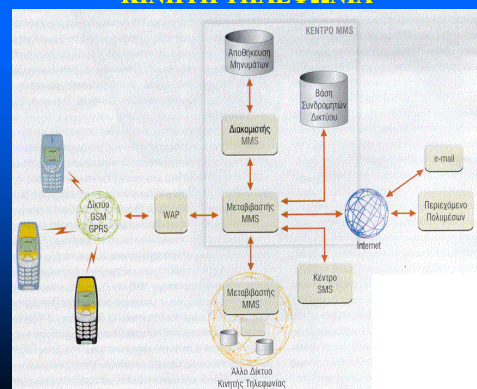 ΚΙΝΗΤΗ ΤΗΛΕΦΩΝΙΑ
ΚΕΝΤΡΟ MMS
Αποθήκευση
Μηνυμάτων
Βάση
Συνδρομητών
Δικτύου
Διακομιστής
MMS
e-mail
Δίκτυο
GSM
GPRS
WAP
Μεταβιβαστής
MMS
Internet
Περιεχόμενο
Πολυμέσων
Μεταβιβαστής
MMS
Κέντρο
SMS
Άλλο Δίκτυο
Κινητής Τηλεφωνίας